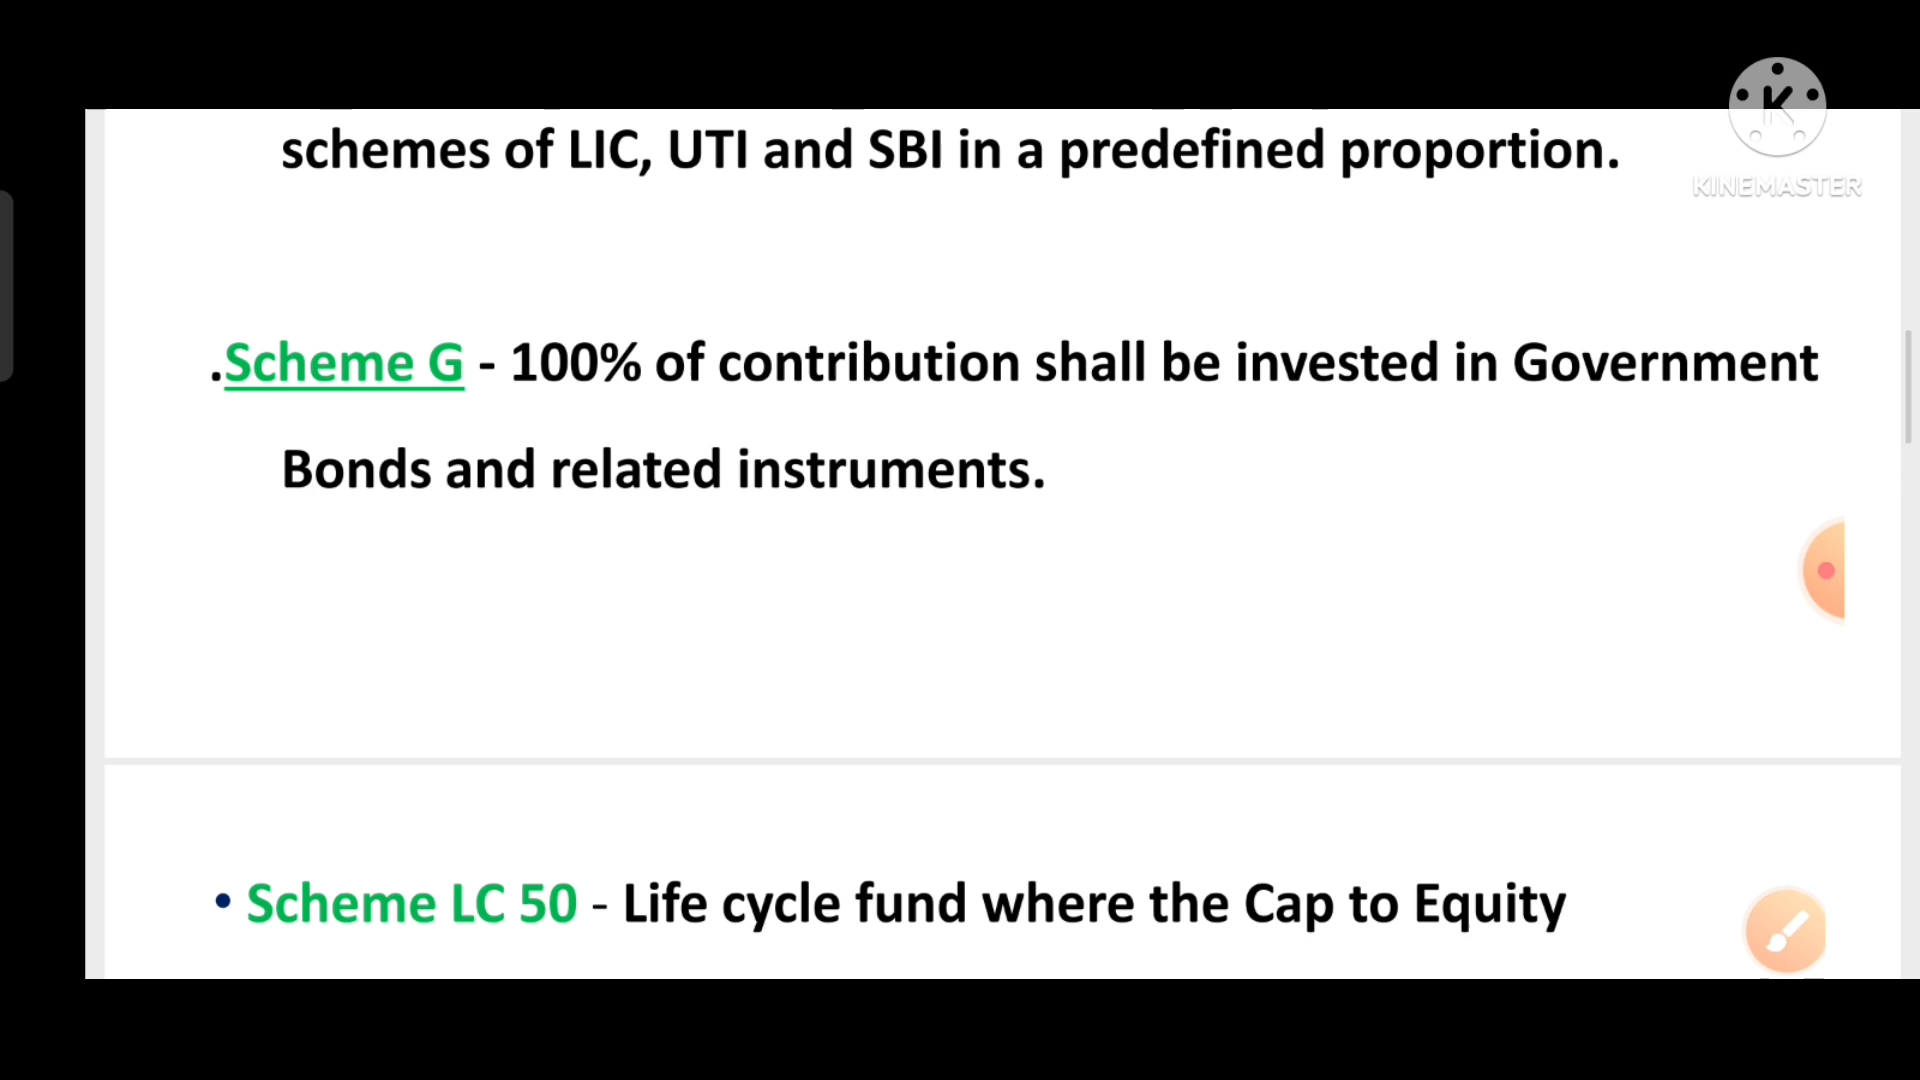 schemes of LIC, UTI and SBI in a predefined proportion.
K
KINEMASTER
.Scheme G - 100% of contribution shall be invested in Government
Bonds and related instruments.
• Scheme LC 50 - Life cycle fund where the Cap to Equity